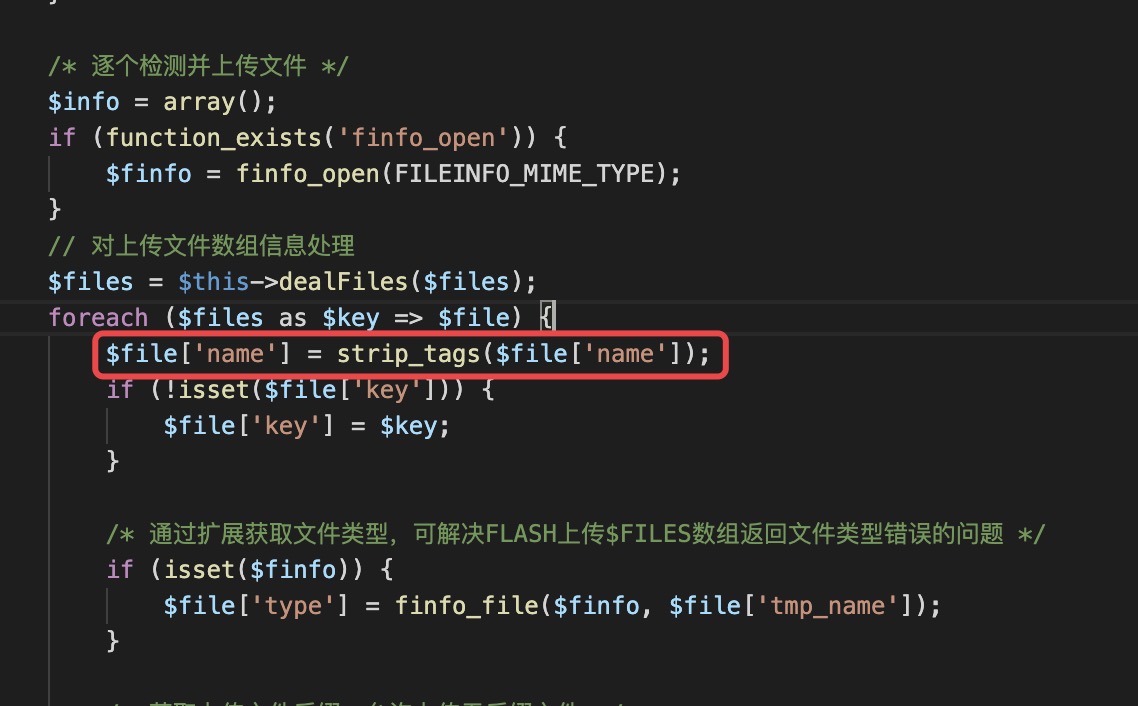 }
/* 逐个检测并上传文件 */
$info = array();
if (function_exists('finfo_open')) {
$finfo = finfo_open(FILEINFO_MIME_TYPE);
}
// 对上传文件数组信息处理
$files = $this->dealFiles($files);
foreach ($files as $key => $file) {
$file['name'] = strip_tags($file['name']);
if (!isset($file['key'])) {
$file['key'] = $key;
}
/* 通过扩展获取文件类型，可解决FLASH上传$FILES数组返回文件类型错误的问题 */
if (isset($finfo)) {
$file['type'] = finfo_file($finfo, $file['tmp_name']);
}